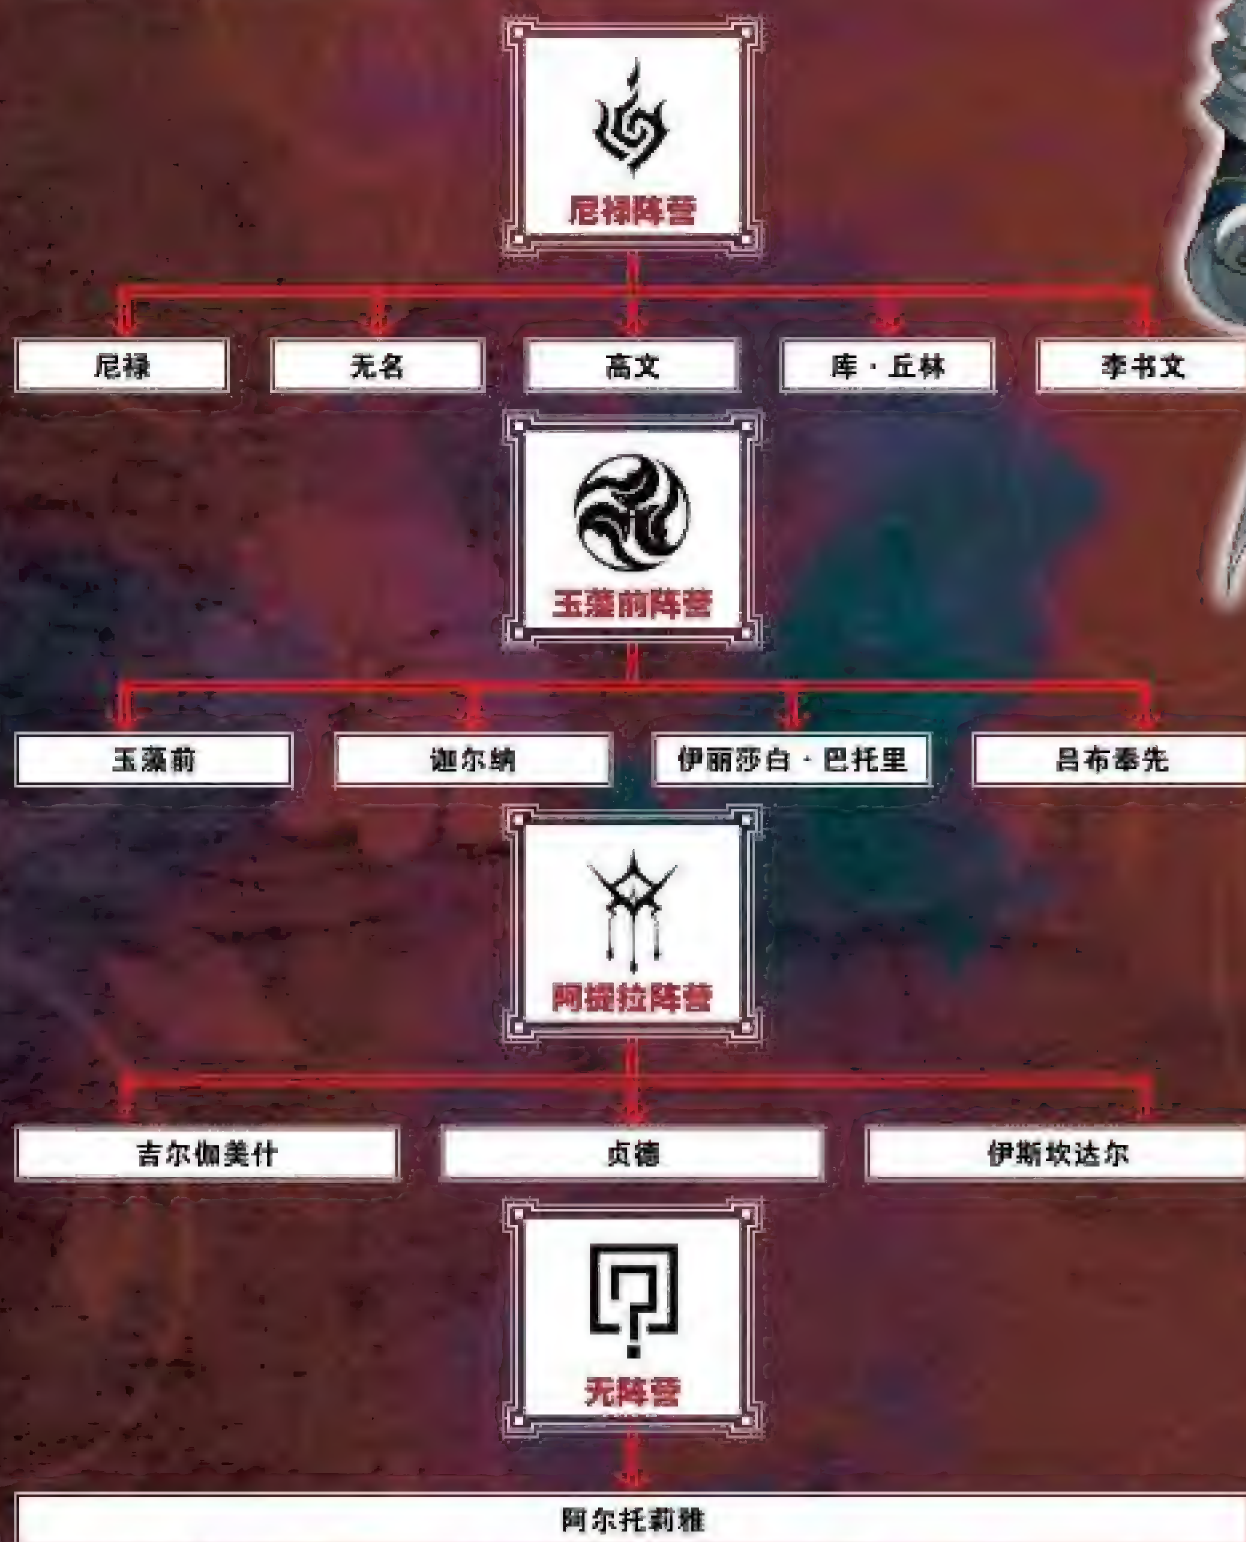 尼禄阵营
尼禄 无名 高文 库·丘林 李书文
玉藻前阵营
玉藻前 迦尔纳 伊丽莎白·巴托里 吕布奉先
阿提拉阵营
吉尔伽美什 贞德 伊斯坎达尔
无阵营
阿尔托莉雅